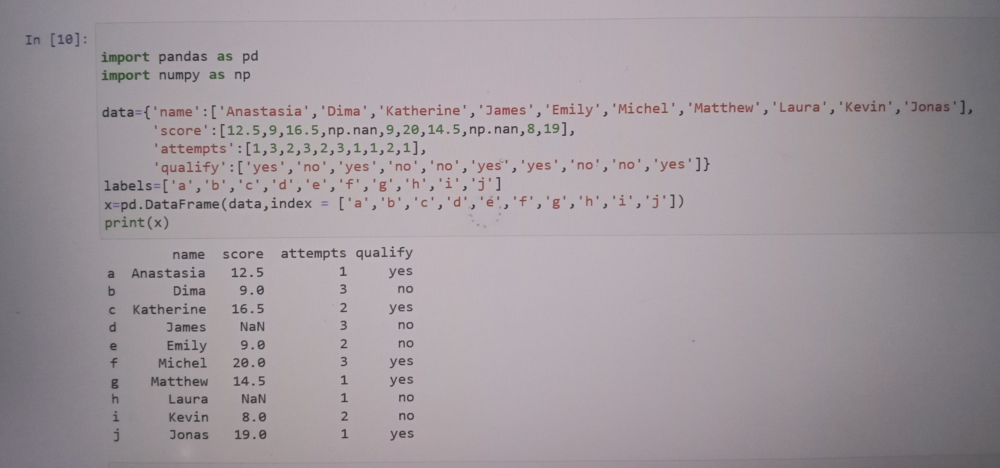 In [10]:
import pandas as pd
import numpy as np
data={'name':['Anastasia','Dima','Katherine','James','Emily','Michel','Matthew','Laura','Kevin','Jonas'],
'score':[12.5,9,16.5,np.nan,9,20,14.5,np.nan,8,19],
'attempts':[1,3,2,3,2,3,1,1,2,1],
'qualify':['yes','no','yes','no','no','yes','yes','no','no','yes']}
labels=['a','b','c','d','e','f','g','h','i','j']
x=pd.DataFrame(data,index = ['a','b','c','d','e','f','g','h','i','j'])
print(x)
name score attempts qualify
a Anastasia 12.5 1 yes
b Dima 9.0 3 no
c Katherine 16.5 2 yes
d James NaN 3 no
e Emily 9.0 2 no
f Michel 20.0 3 yes
g Matthew 14.5 1 yes
h Laura NaN 1 no
i Kevin 8.0 2 no
j Jonas 19.0 1 yes